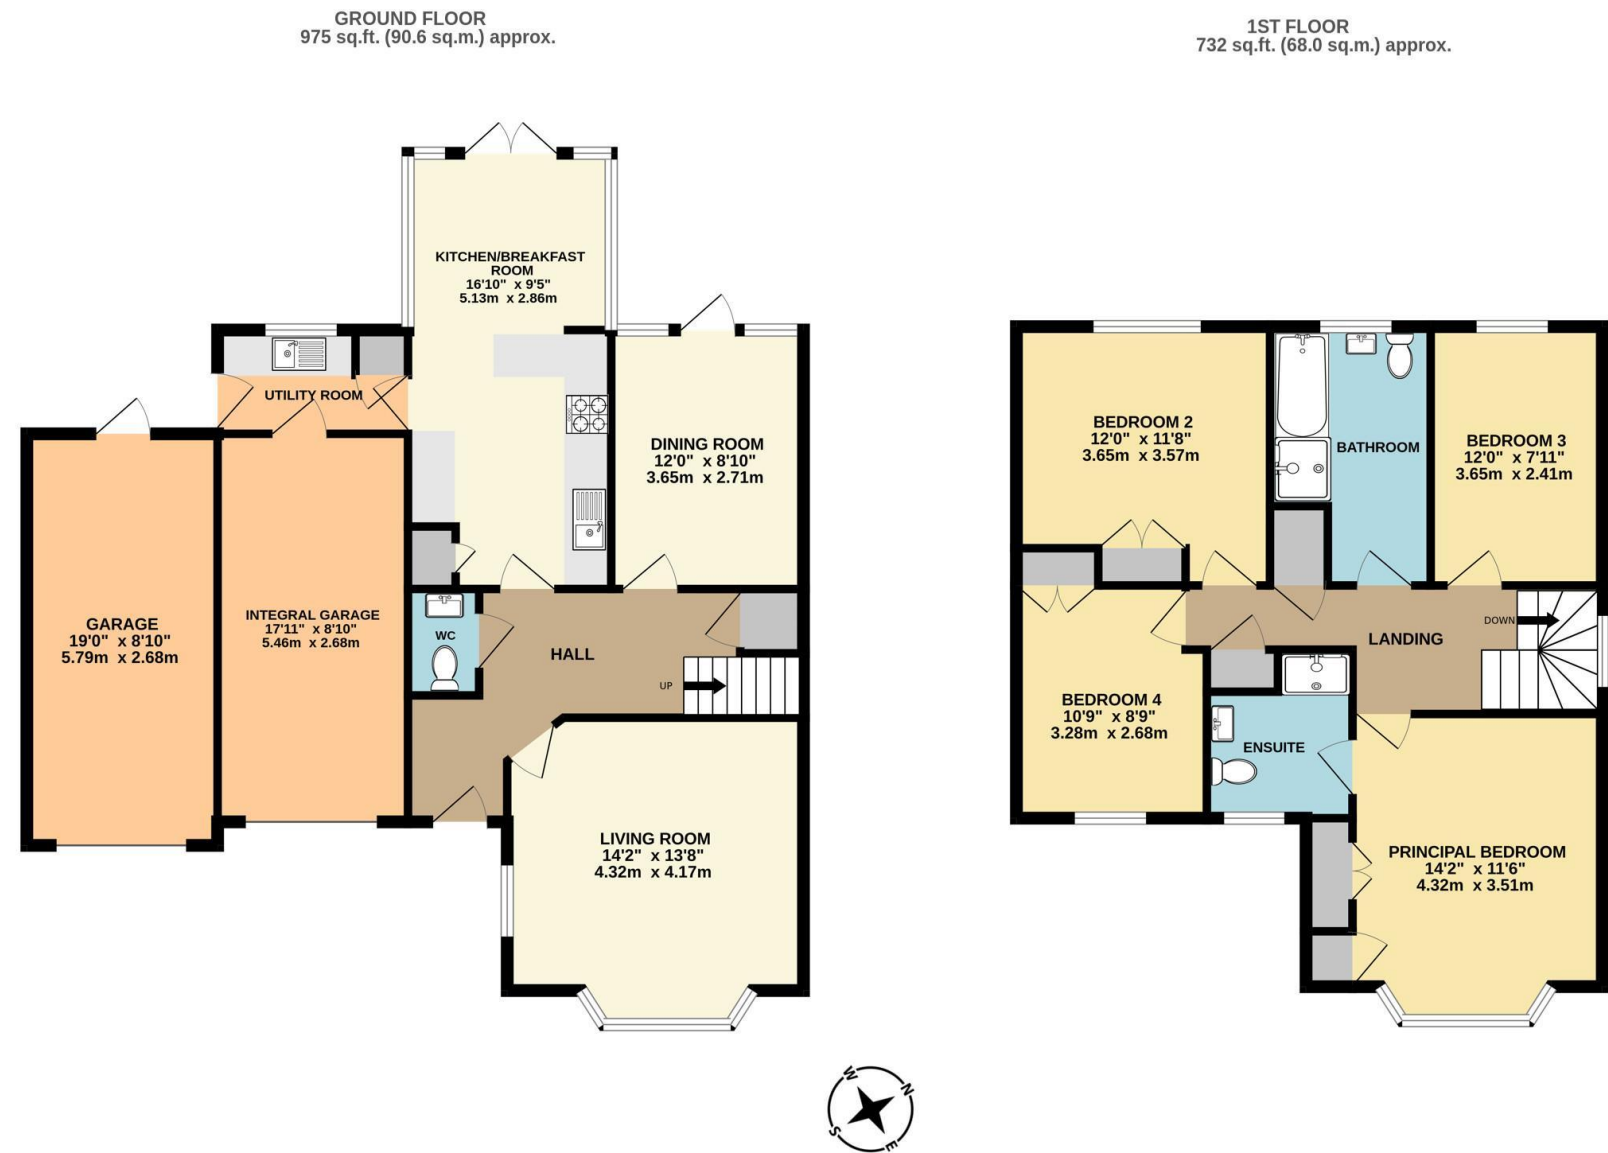 GROUND FLOOR
975 sq.ft. (90.6 sq.m.) approx.
1ST FLOOR
732 sq.ft. (68.0 sq.m.) approx.
KITCHEN/BREAKFAST
ROOM
16'10" x 9'5"
5.13m x 2.86m
UTILITY ROOM
DINING ROOM
12'0" x 8'10"
3.65m x 2.71m
GARAGE
19'0" x 8'10"
5.79m x 2.68m
INTEGRAL GARAGE
17'11" x 8'10"
5.46m x 2.68m
WC
HALL
UP
LIVING ROOM
14'2" x 13'8"
4.32m x 4.17m
BEDROOM 2
12'0" x 11'8"
3.65m x 3.57m
BATHROOM
BEDROOM 3
12'0" x 7'11"
3.65m x 2.41m
DOWN
LANDING
BEDROOM 4
10'9" x 8'9"
3.28m x 2.68m
ENSUITE
PRINCIPAL BEDROOM
14'2" x 11'6"
4.32m x 3.51m
W
N
S
E